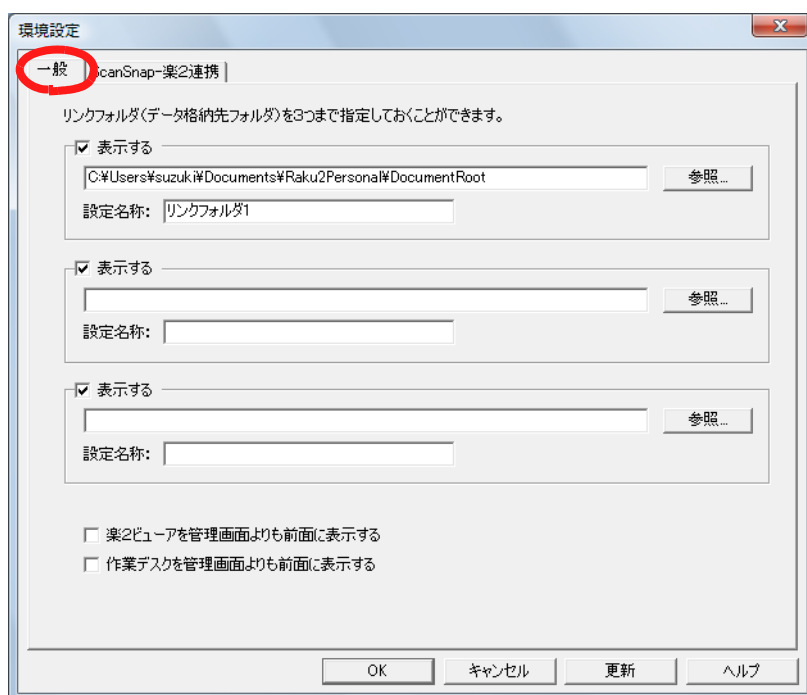 環境設定
一般 ScanSnap-楽2連携
リンクフォルダ(データ格納先フォルダ)を3つまで指定しておくことができます。
表示する
C:¥Users¥suzuki¥Documents¥Raku2Personal¥DocumentRoot 参照...
設定名称: リンクフォルダ1
表示する
参照...
設定名称:
表示する
参照...
設定名称:
楽2ビューアを管理画面よりも前面に表示する
作業デスクを管理画面よりも前面に表示する
OK キャンセル 更新 ヘルプ